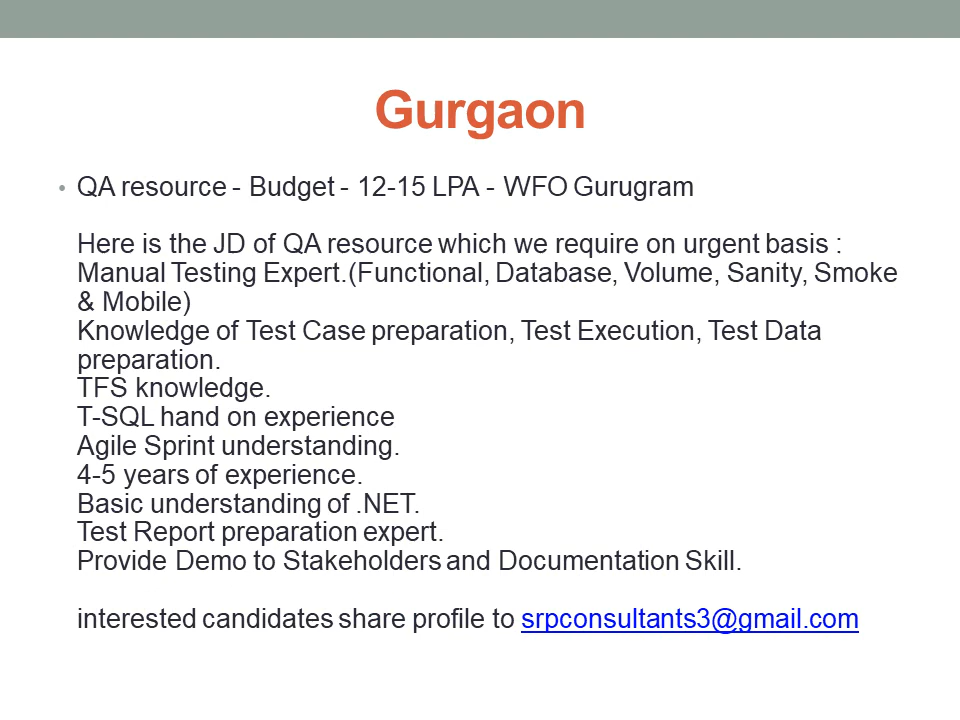 Gurgaon
• QA resource - Budget - 12-15 LPA - WFO Gurugram
Here is the JD of QA resource which we require on urgent basis :
Manual Testing Expert.(Functional, Database, Volume, Sanity, Smoke
& Mobile)
Knowledge of Test Case preparation, Test Execution, Test Data
preparation.
TFS knowledge.
T-SQL hand on experience
Agile Sprint understanding.
4-5 years of experience.
Basic understanding of .NET.
Test Report preparation expert.
Provide Demo to Stakeholders and Documentation Skill.
interested candidates share profile to srpconsultants3@gmail.com